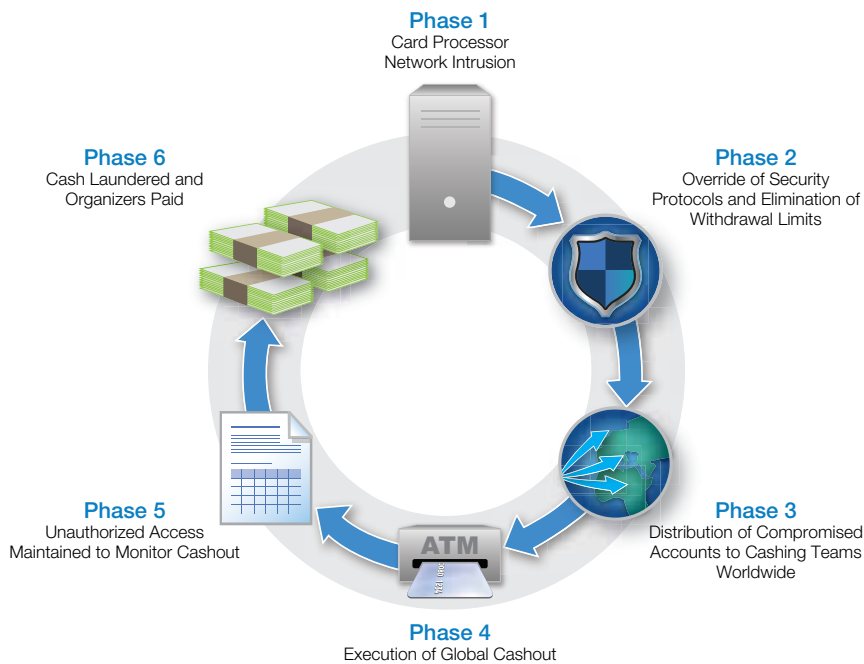 Phase 1
Card Processor
Network Intrusion
Phase 2
Override of Security
Protocols and Elimination of
Withdrawal Limits
Phase 3
Distribution of Compromised
Accounts to Cashing Teams
Worldwide
Phase 4
Execution of Global Cashout
Phase 5
Unauthorized Access
Maintained to Monitor Cashout
Phase 6
Cash Laundered and
Organizers Paid
ATM